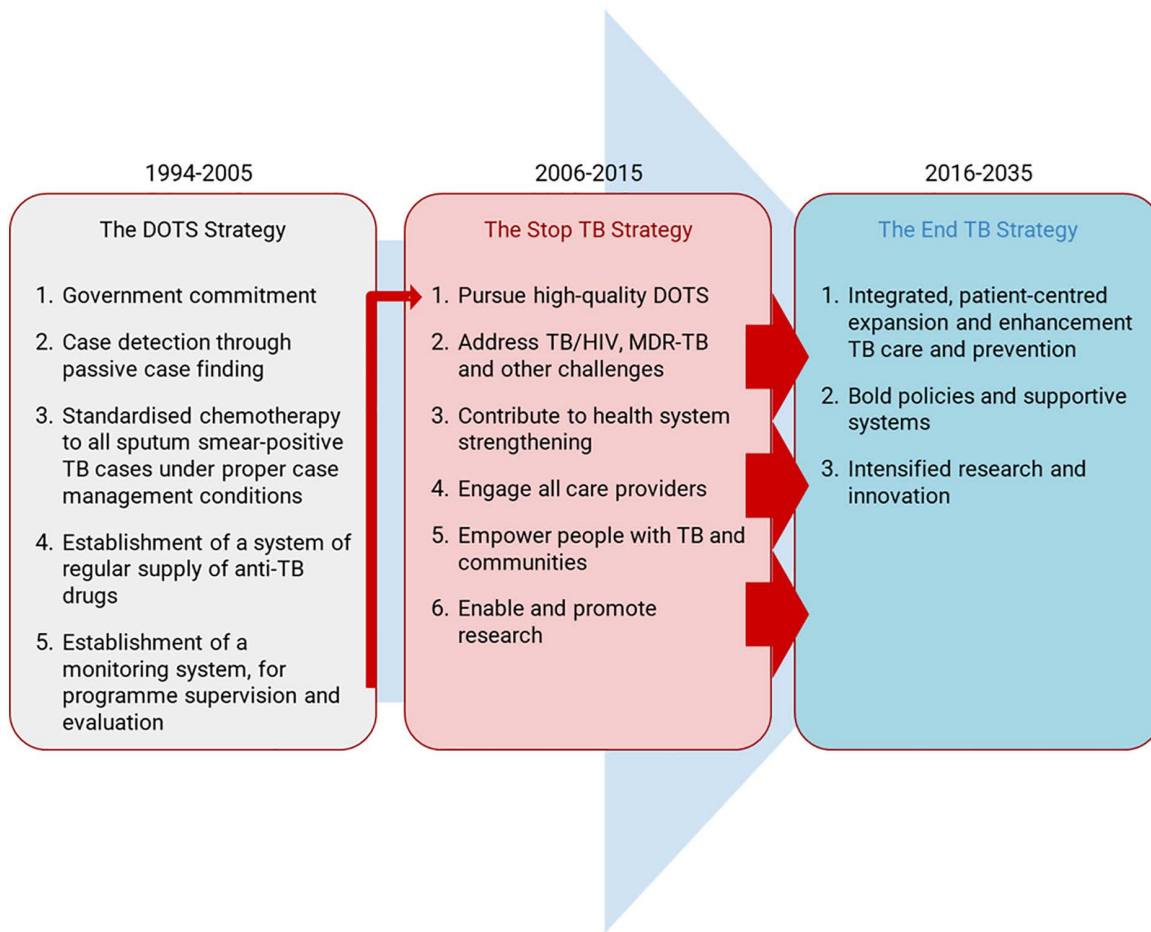 1994-2005
The DOTS Strategy
1. Government commitment
2. Case detection through
passive case finding
3. Standardised chemotherapy
to all sputum smear-positive
TB cases under proper case
management conditions
4. Establishment of a system of
regular supply of anti-TB
drugs
5. Establishment of a
monitoring system, for
programme supervision and
evaluation
2006-2015
The Stop TB Strategy
1. Pursue high-quality DOTS
2. Address TB/HIV, MDR-TB
and other challenges
3. Contribute to health system
strengthening
4. Engage all care providers
5. Empower people with TB and
communities
6. Enable and promote
research
2016-2035
The End TB Strategy
1. Integrated, patient-centred
expansion and enhancement
TB care and prevention
2. Bold policies and supportive
systems
3. Intensified research and
innovation